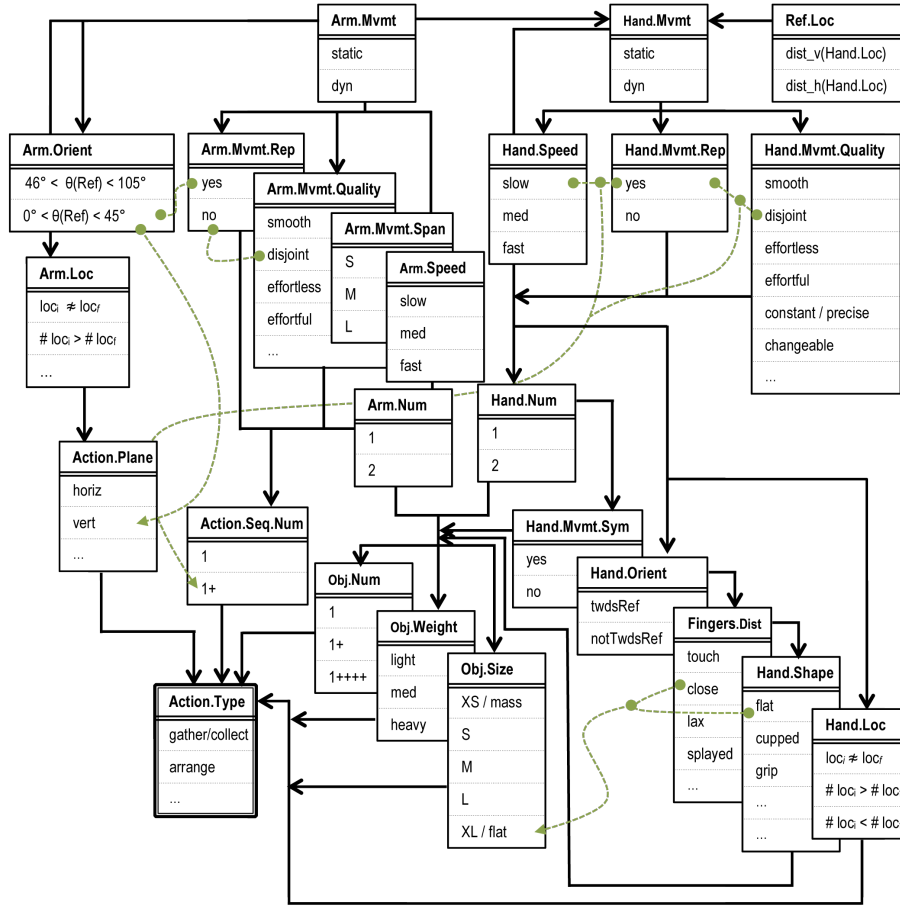 Arm.Mvmt
static
dyn
Hand.Mvmt
static
dyn
Ref.Loc
dist_v(Hand.Loc)
dist_h(Hand.Loc)
Arm.Orient
46° < θ(Ref) < 105°
0° < θ(Ref) < 45°
Arm.Mvmt.Rep
yes
no
Arm.Mvmt.Quality
smooth
disjoint
effortless
effortful
...
Arm.Mvmt.Span
S
M
L
Arm.Speed
slow
med
fast
Hand.Speed
slow
med
fast
Hand.Mvmt.Rep
yes
no
Hand.Mvmt.Quality
smooth
disjoint
effortless
effortful
constant / precise
changeable
...
Arm.Loc
locᵢ ≉ loc_f
# locᵢ > # loc_f
...
Arm.Num
1
2
Hand.Num
1
2
Action.Plane
horiz
vert
...
Action.Seq.Num
1
1+
Hand.Mvmt.Sym
yes
no
Hand.Orient
twdsRef
notTwdsRef
Obj.Num
1
1+
1++++
Obj.Weight
light
med
heavy
Obj.Size
XS / mass
S
M
L
XL / flat
Fingers.Dist
touch
close
lax
splayed
...
Hand.Shape
flat
cupped
grip
...
...
Hand.Loc
locᵢ ≉ loc_f
# locᵢ > # loc
# locᵢ < # loc
Action.Type
gather/collect
arrange
...